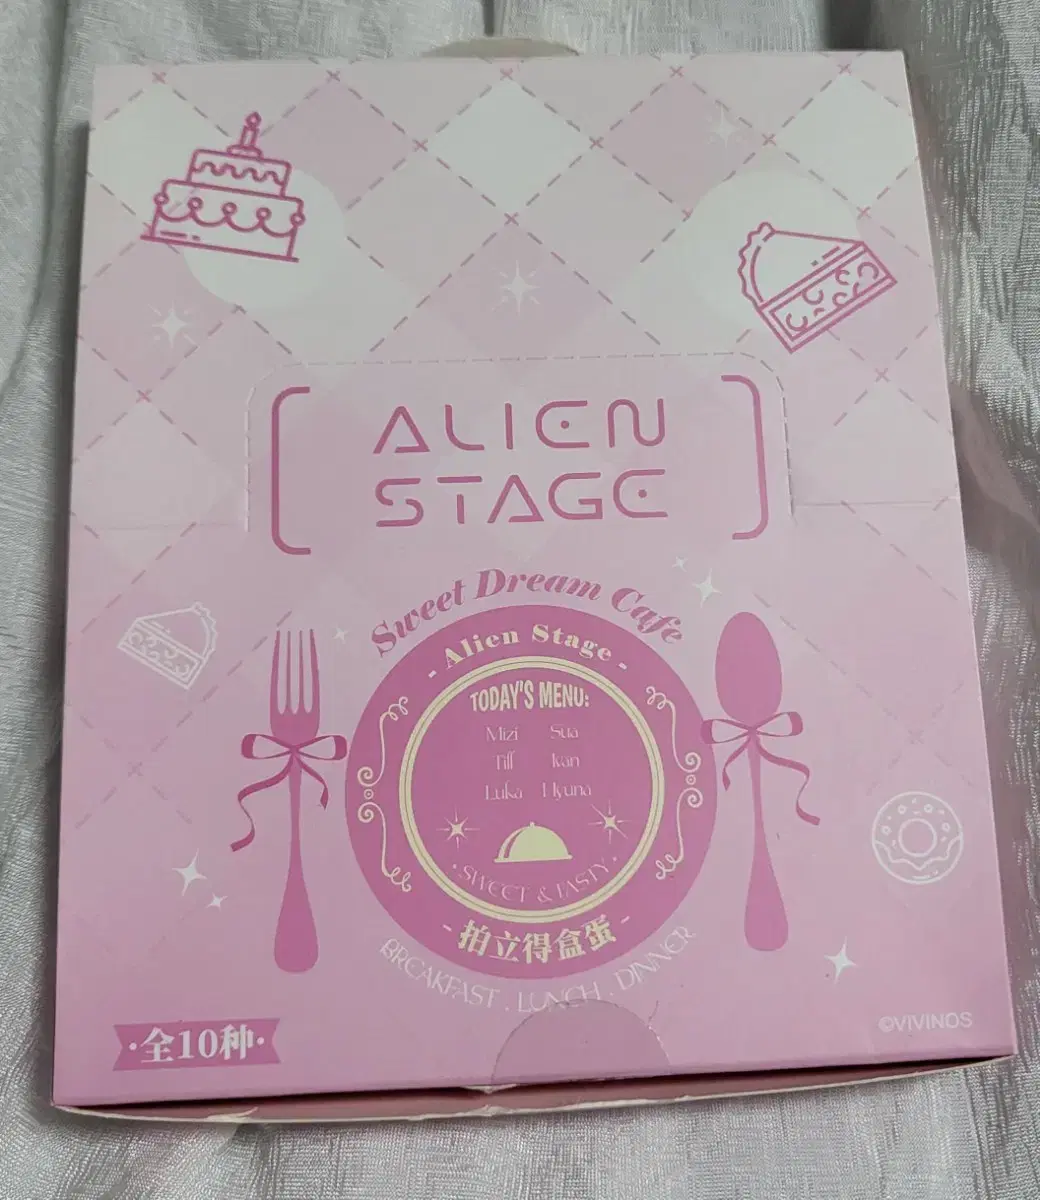 ALIEN
STAGE
Sweet Dream Cafe
- Alien Stage -
TODAY'S MENU:
Mizi Sua
Till Ivan
Luka Hyuna
· SWEET & TASTY ·
- 拍立得盒蛋 -
BREAKFAST . LUNCH . DINNER
·全10种·
©VIVINOS